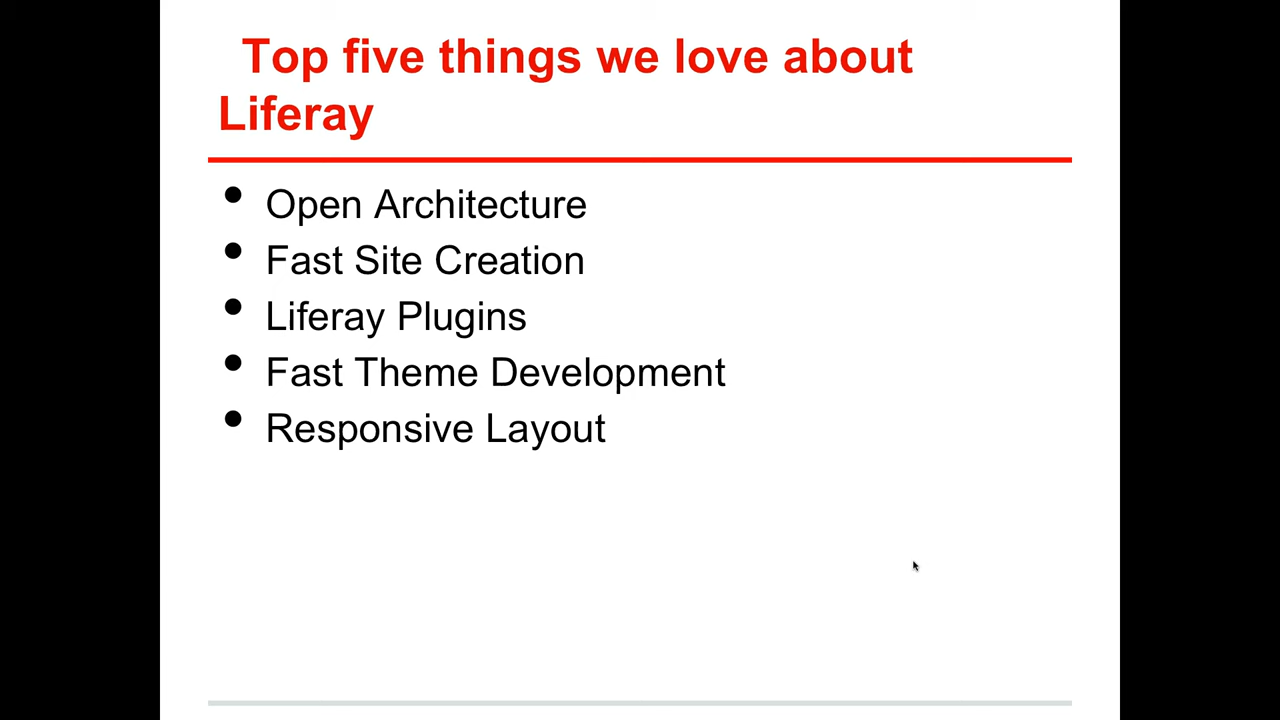 Top five things we love about
Liferay
• Open Architecture
• Fast Site Creation
• Liferay Plugins
• Fast Theme Development
• Responsive Layout